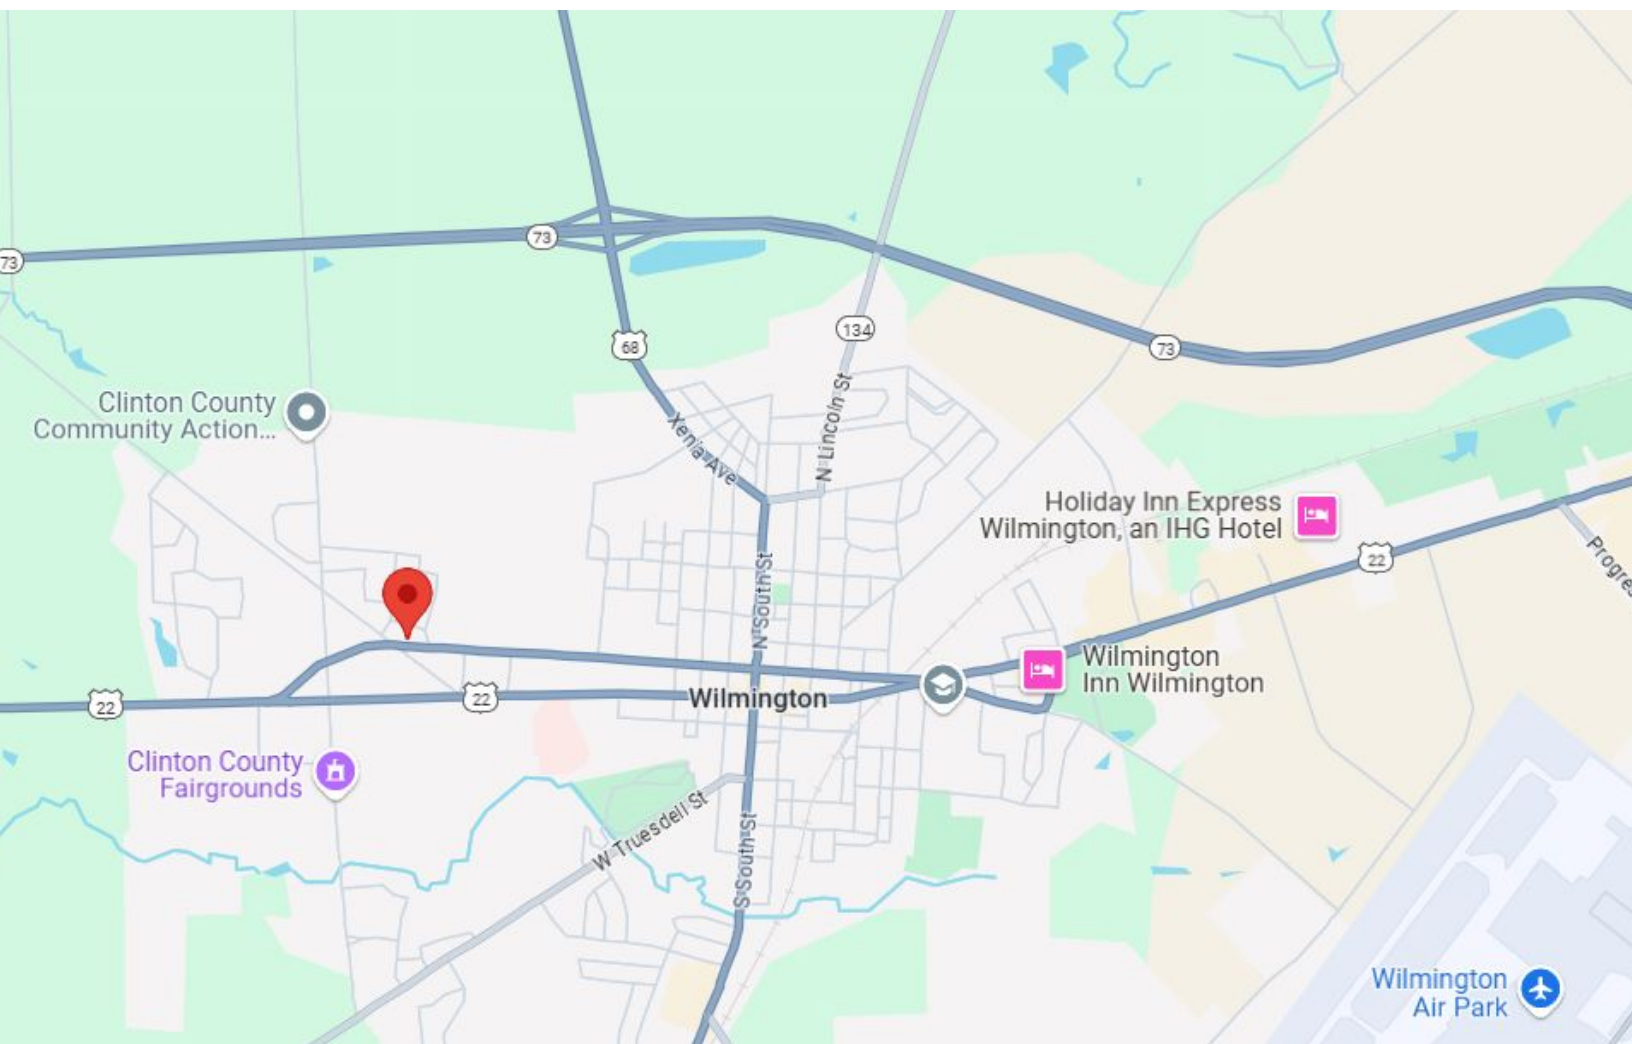 73
73
134
68
73
Clinton County
Community Action...
Xenia Ave
N Lincoln St
Holiday Inn Express
Wilmington, an IHG Hotel
22
N South St
Wilmington
Inn Wilmington
22
22
Wilmington
Clinton County
Fairgrounds
W Truesdell St
S South St
Wilmington
Air Park